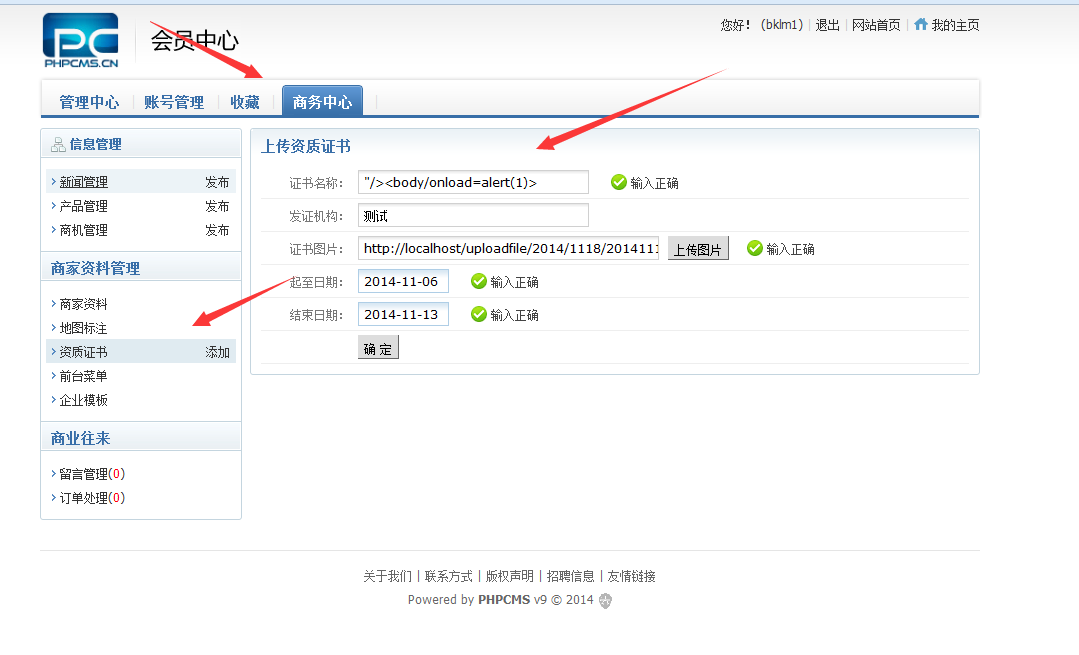 PHPCMS.CN 会员中心 您好! (bklm1) | 退出 | 网站首页 | 我的主页
管理中心 账号管理 收藏 商务中心
信息管理
新闻管理 发布
产品管理 发布
商机管理 发布
商家资料管理
商家资料
地图标注
资质证书 添加
前台菜单
企业模板
商业往来
留言管理(0)
订单处理(0)
上传资质证书
证书名称: "/><body/onload=alert(1)> 输入正确
发证机构: 测试
证书图片: http://localhost/uploadfile/2014/1118/2014111 上传图片 输入正确
起至日期: 2014-11-06 输入正确
结束日期: 2014-11-13 输入正确
确 定
关于我们 | 联系方式 | 版权声明 | 招聘信息 | 友情链接
Powered by PHPCMS v9 © 2014